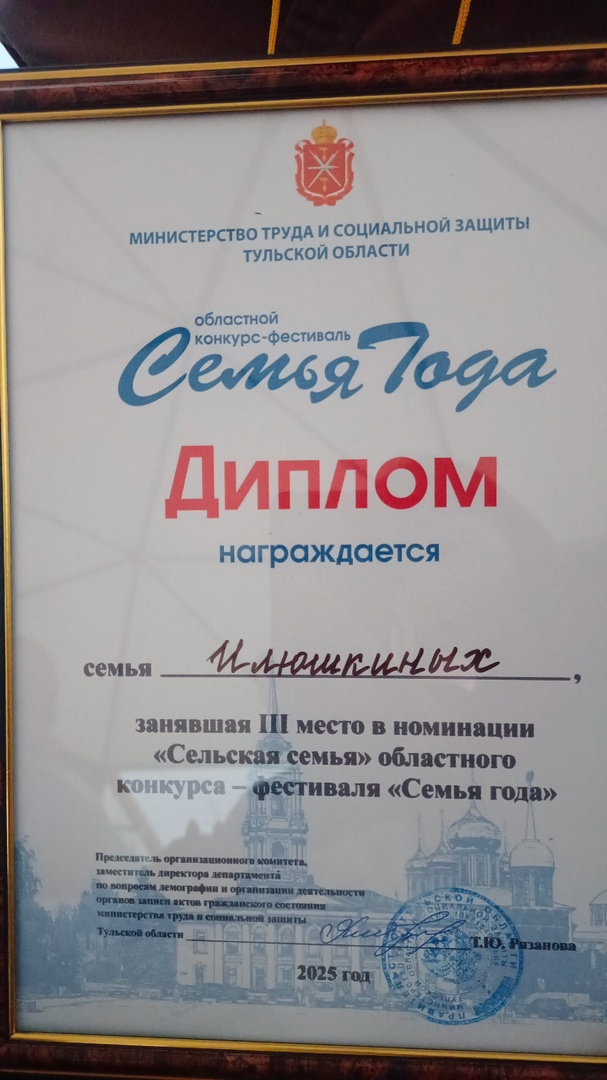 МИНИСТЕРСТВО ТРУДА И СОЦИАЛЬНОЙ ЗАЩИТЫ
ТУЛЬСКОЙ ОБЛАСТИ
областной
конкурс-фестиваль
Семья Года
Диплом
награждается
семья Илюшкиных,
занявшая III место в номинации
«Сельская семья» областного
конкурса – фестиваля «Семья года»
Председатель организационного комитета,
заместитель директора департамента
по вопросам демографии и организации деятельности
органов записи актов гражданского состояния
министерства труда и социальной защиты
Тульской области Т.Ю. Рязанова
2025 год